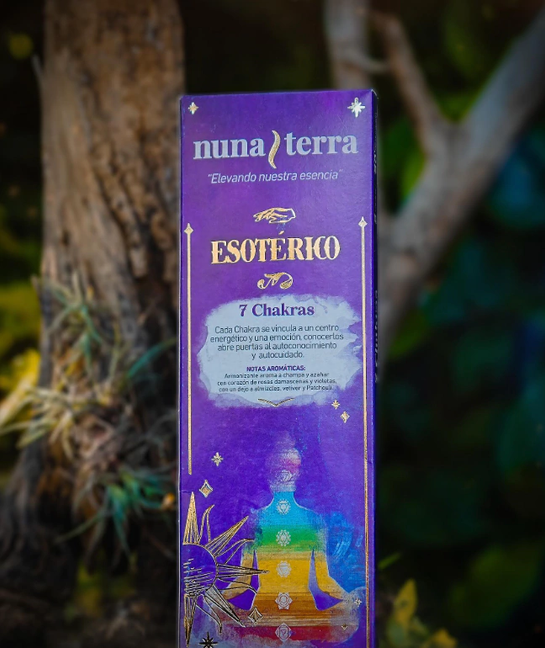 nuna terra
"Elevando nuestra esencia"
ESOTÉRICO
7 Chakras
Cada Chakra se vincula a un centro
energético y una emoción, conocerlos
abre puertas al autoconocimiento
y autocuidado.
NOTAS AROMÁTICAS:
Armonizante aroma a champa y azahar
con corazón de rosas damascenas y violetas,
con un dejo a almizcle, vetiver y Patchouli